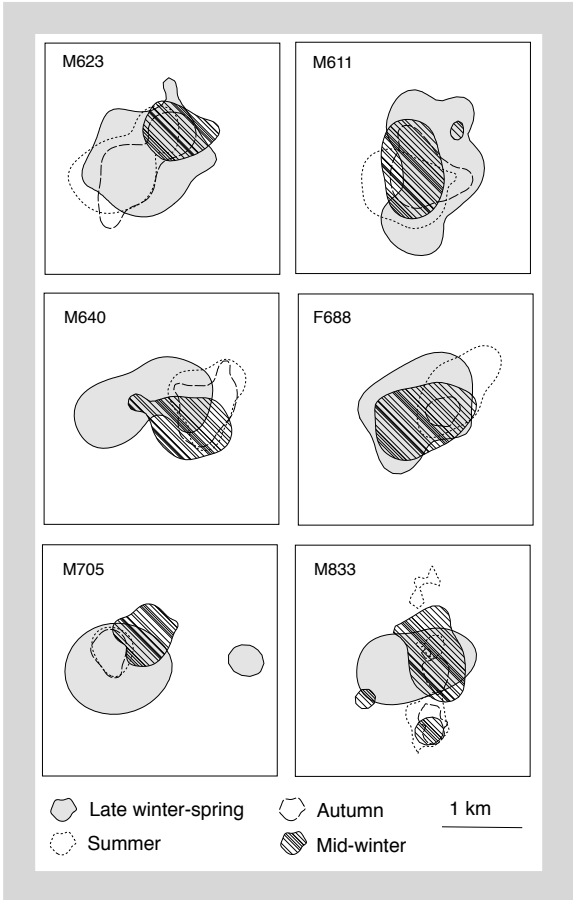 M623
M611
M640
F688
M705
M833
Late winter-spring
Autumn
1 km
Summer
Mid-winter